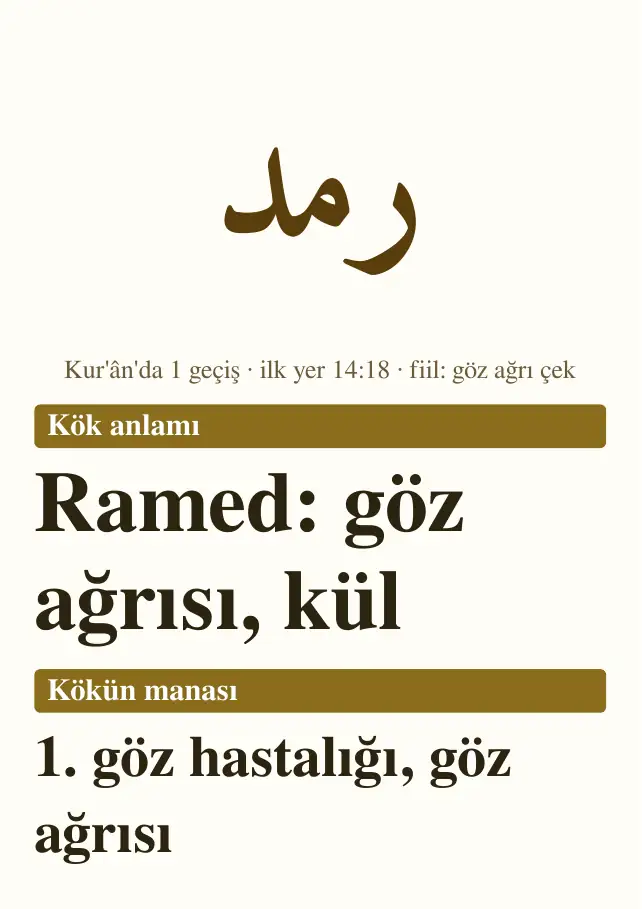 رمد
Kur'ân'da 1 geçiş · ilk yer 14:18 · fiil: göz ağrı çek
Kök anlamı
Ramed: göz
ağrısı, kül
Kökün manası
1. göz hastalığı, göz
ağrısı